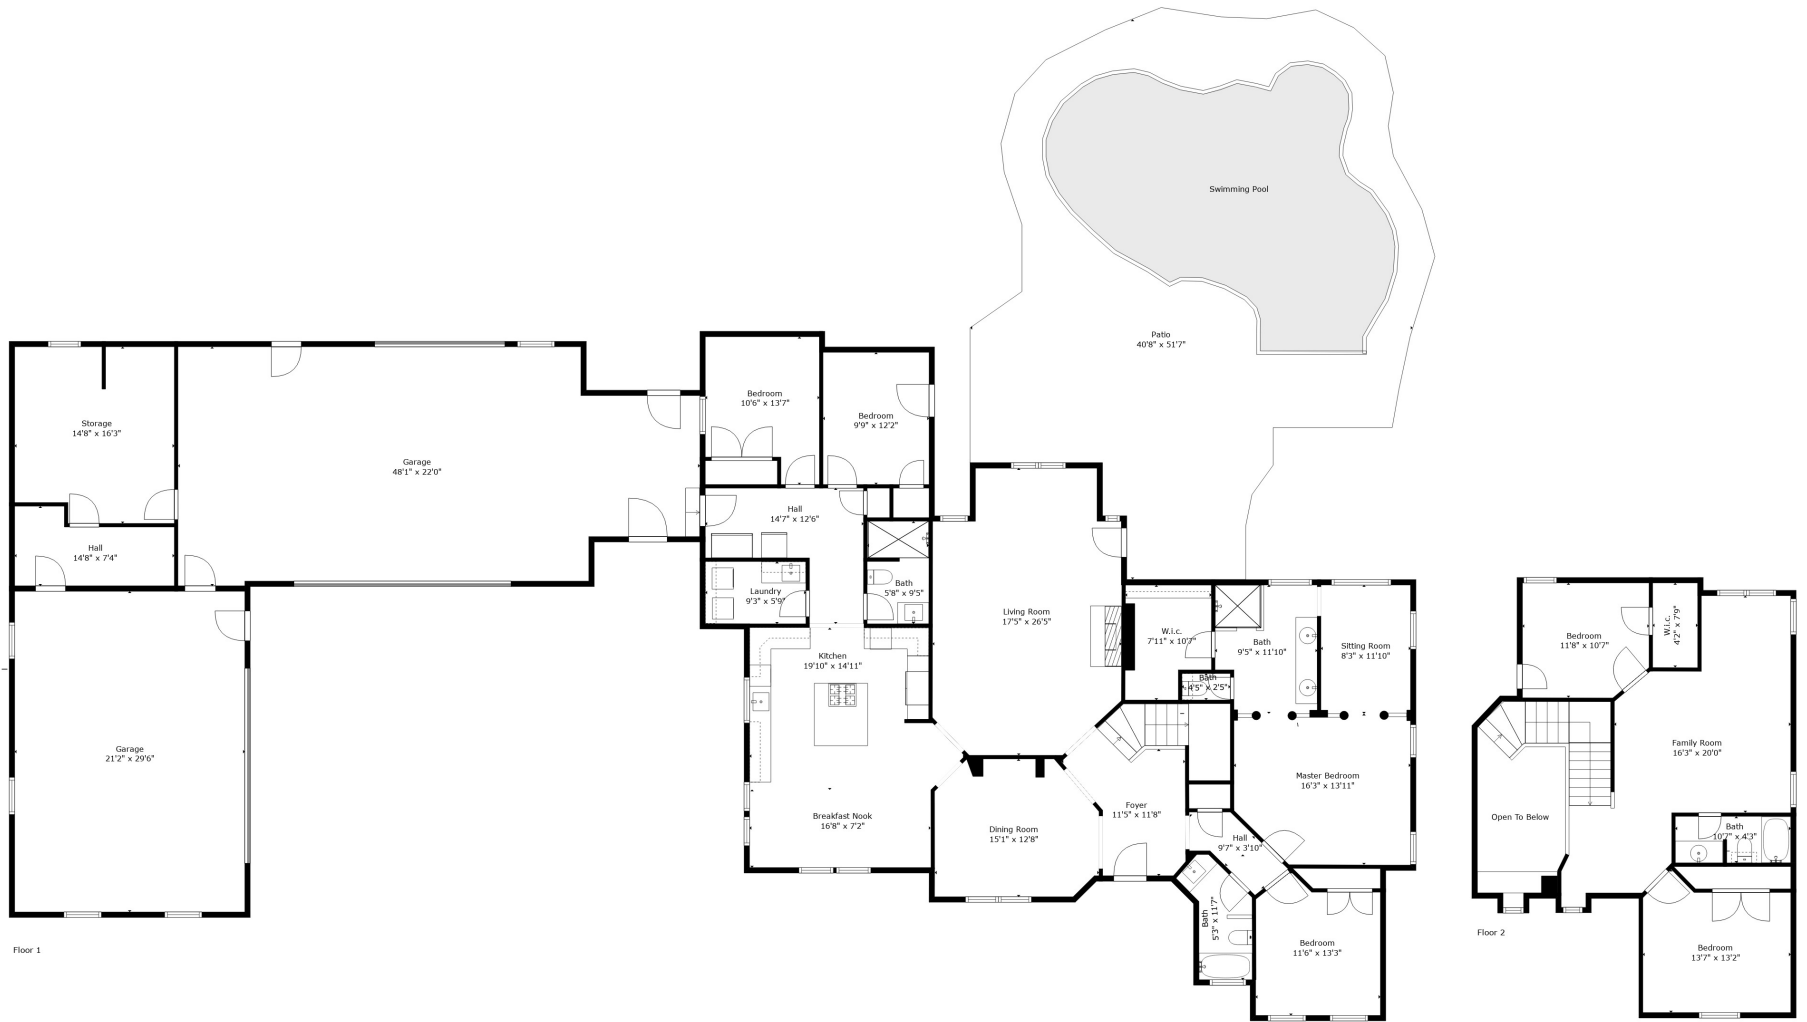 Swimming Pool
Patio
40'8" x 51'7"
Storage
14'8" x 16'3"
Garage
48'1" x 22'0"
Bedroom
10'6" x 13'7"
Bedroom
9'9" x 12'2"
Hall
14'7" x 12'6"
Hall
14'8" x 7'4"
Laundry
9'3" x 5'9"
Bath
5'8" x 9'5"
Living Room
17'5" x 26'5"
W.i.c.
7'11" x 10'7"
Bath
9'5" x 11'10"
Sitting Room
8'3" x 11'10"
Bath
4'5" x 2'5"
Kitchen
19'10" x 14'11"
Garage
21'2" x 29'6"
Master Bedroom
16'3" x 13'11"
Breakfast Nook
16'8" x 7'2"
Dining Room
15'1" x 12'8"
Foyer
11'5" x 11'8"
Hall
9'7" x 3'10"
Bath
5'3" x 11'7"
Bedroom
11'6" x 13'3"
Floor 1
Bedroom
11'8" x 10'7"
W.i.c.
4'2" x 7'9"
Family Room
16'3" x 20'0"
Open To Below
Bath
10'7" x 4'3"
Bedroom
13'7" x 13'2"
Floor 2